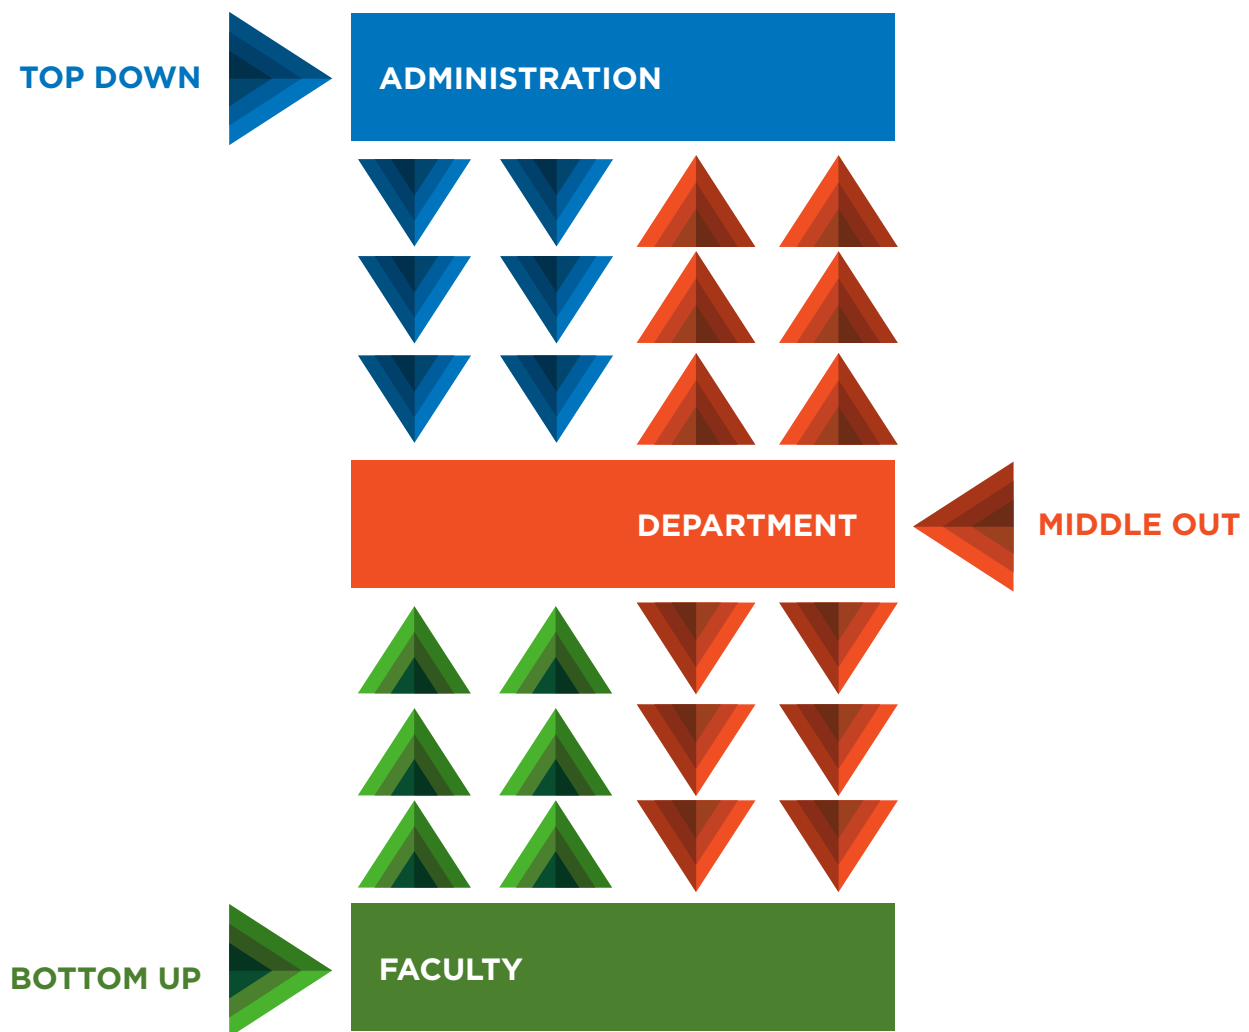 TOP DOWN
ADMINISTRATION
DEPARTMENT
MIDDLE OUT
BOTTOM UP
FACULTY